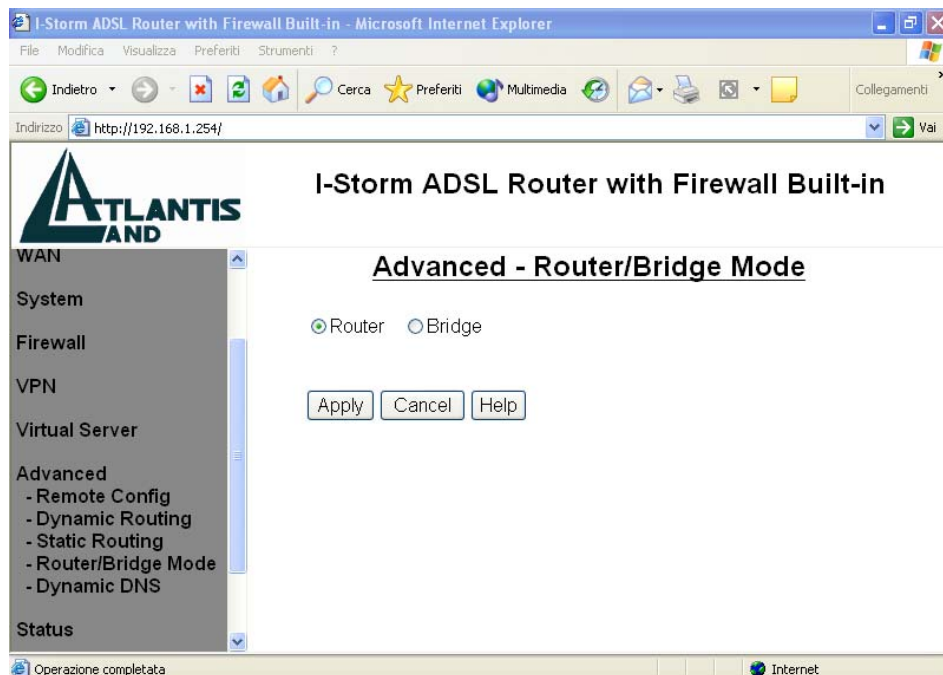 I-Storm ADSL Router with Firewall Built-in - Microsoft Internet Explorer
File Modifica Visualizza Preferiti Strumenti ?
Indietro Cerca Preferiti Multimedia Collegamenti
Indirizzo http://192.168.1.254/ Vai
ATLANTIS
LAND
I-Storm ADSL Router with Firewall Built-in
WAN
System
Firewall
VPN
Virtual Server
Advanced
- Remote Config
- Dynamic Routing
- Static Routing
- Router/Bridge Mode
- Dynamic DNS
Status
Advanced - Router/Bridge Mode
Router Bridge
Apply Cancel Help
Operazione completata Internet